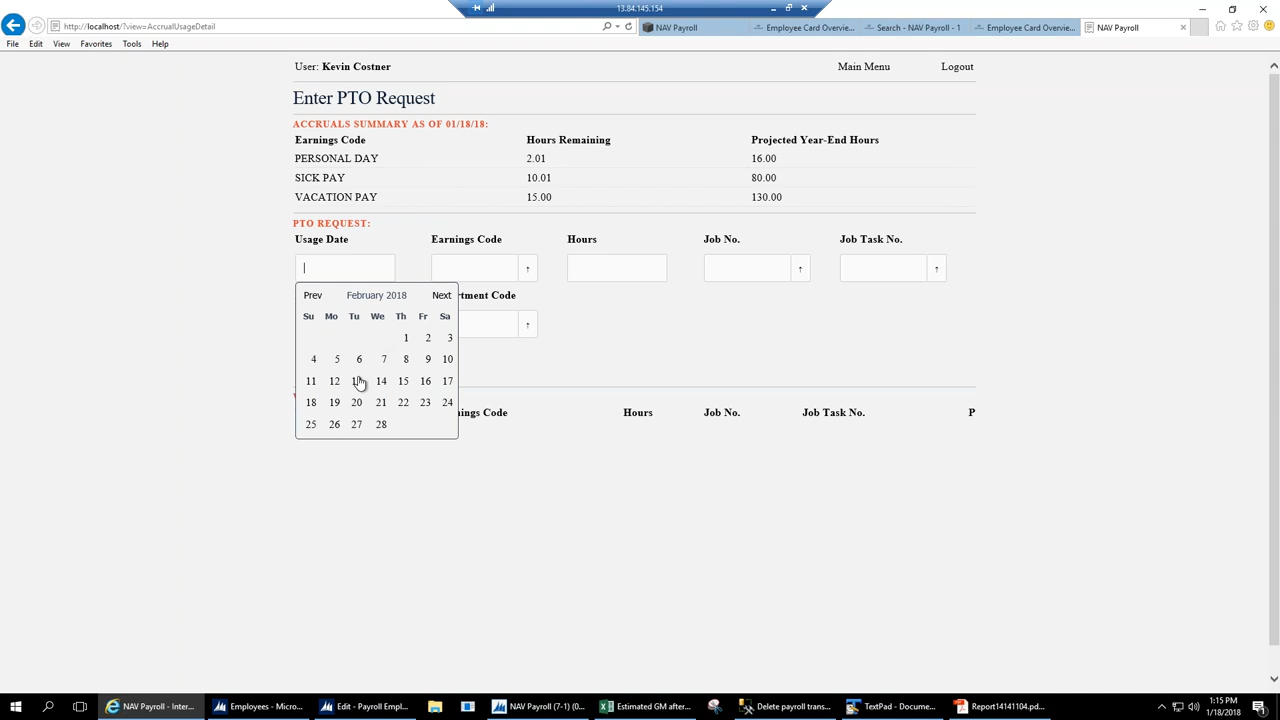 13.84.145.154
http://localhost/?view=AccrualUsageDetail
NAV Payroll
Employee Card Overvie...
Search - NAV Payroll - 1
Employee Card Overvie...
NAV Payroll
File Edit View Favorites Tools Help
User: Kevin Costner
Main Menu
Logout
Enter PTO Request
ACCRUALS SUMMARY AS OF 01/18/18:
Earnings Code Hours Remaining Projected Year-End Hours
PERSONAL DAY 2.01 16.00
SICK PAY 10.01 80.00
VACATION PAY 15.00 130.00
PTO REQUEST:
Usage Date Earnings Code Hours Job No. Job Task No.
↑ ↑ ↑
Prev February 2018 Next
rtment Code
Su Mo Tu We Th Fr Sa
↑
1 2 3
4 5 6 7 8 9 10
11 12 14 15 16 17
18 19 20 21 22 23 24
25 26 27 28
ings Code Hours Job No. Job Task No. P
NAV Payroll - Inter...
Employees - Micro...
Edit - Payroll Empl...
NAV Payroll (7-1) (0...
Estimated GM after...
Delete payroll trans...
TextPad - Docume...
Report14141104.pd...
1:15 PM
1/18/2018